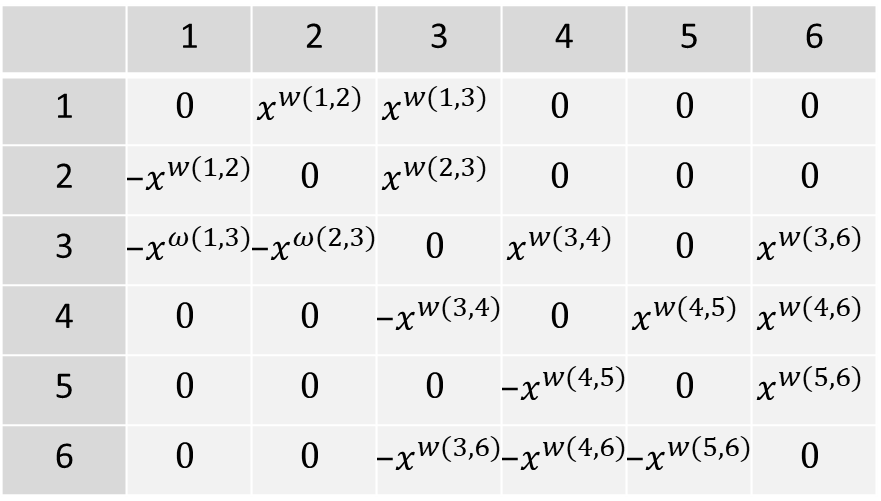 1 2 3 4 5 6
1 0 x^{w(1,2)} x^{w(1,3)} 0 0 0
2 −x^{w(1,2)} 0 x^{w(2,3)} 0 0 0
3 −x^{ω(1,3)} −x^{ω(2,3)} 0 x^{w(3,4)} 0 x^{w(3,6)}
4 0 0 −x^{w(3,4)} 0 x^{w(4,5)} x^{w(4,6)}
5 0 0 0 −x^{w(4,5)} 0 x^{w(5,6)}
6 0 0 −x^{w(3,6)} −x^{w(4,6)} −x^{w(5,6)} 0